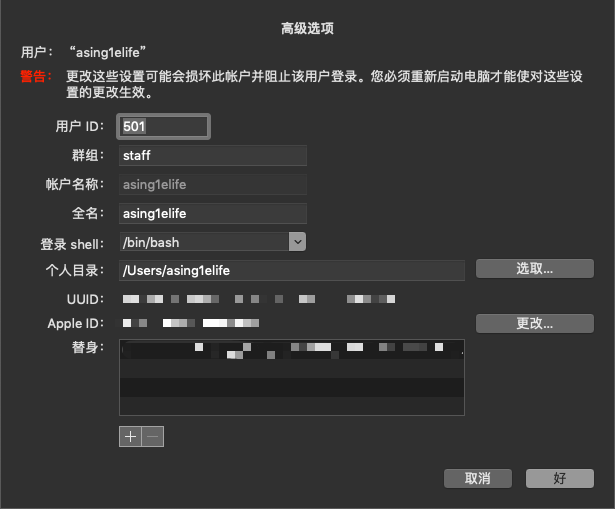 高级选项
用户： “asing1elife”
警告： 更改这些设置可能会损坏此帐户并阻止该用户登录。您必须重新启动电脑才能使对这些设
置的更改生效。
用户 ID： 501
群组： staff
帐户名称： asing1elife
全名： asing1elife
登录 shell： /bin/bash
个人目录： /Users/asing1elife 选取...
UUID：
Apple ID： 更改...
替身：
+ −
取消 好